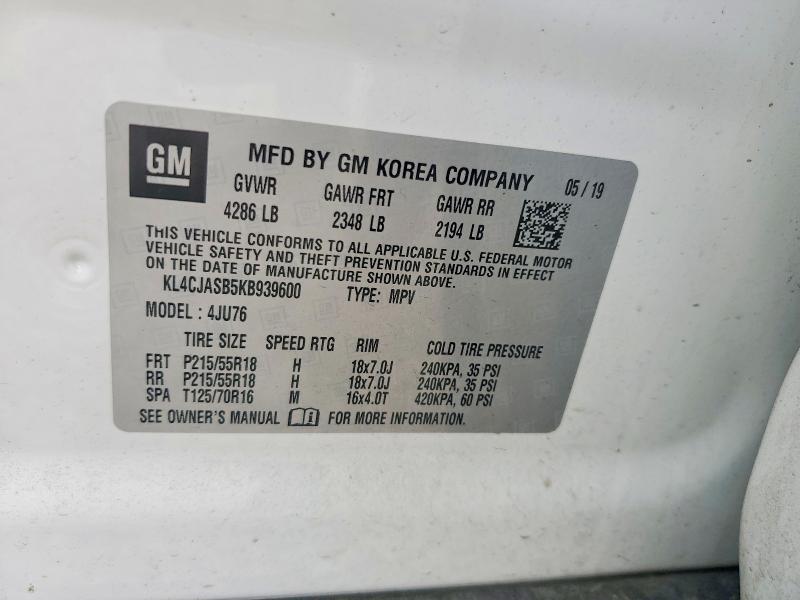 GM MFD BY GM KOREA COMPANY 05/19
GVWR GAWR FRT GAWR RR
4286 LB 2348 LB 2194 LB
THIS VEHICLE CONFORMS TO ALL APPLICABLE U.S. FEDERAL MOTOR
VEHICLE SAFETY AND THEFT PREVENTION STANDARDS IN EFFECT
ON THE DATE OF MANUFACTURE SHOWN ABOVE.
KL4CJASB5KB939600 TYPE: MPV
MODEL: 4JU76
TIRE SIZE SPEED RTG RIM COLD TIRE PRESSURE
FRT P215/55R18 H 18x7.0J 240KPA, 35 PSI
RR P215/55R18 H 18x7.0J 240KPA, 35 PSI
SPA T125/70R16 M 16x4.0T 420KPA, 60 PSI
SEE OWNER'S MANUAL FOR MORE INFORMATION.